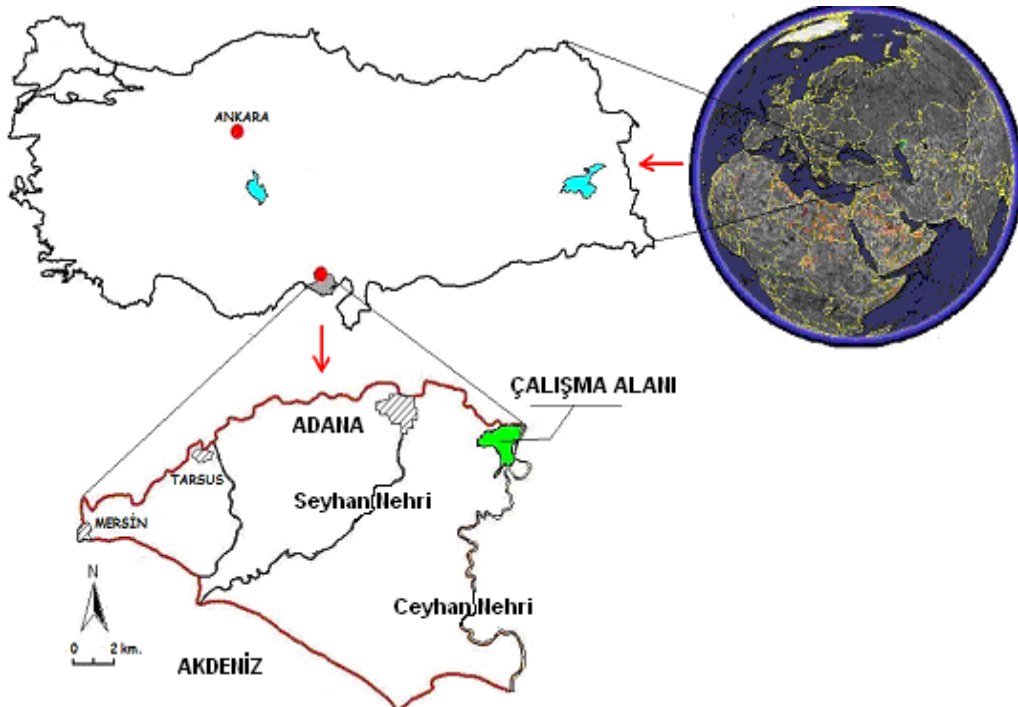 ANKARA
ÇALIŞMA ALANI
ADANA
TARSUS
Seyhan Nehri
MERSİN
N
Ceyhan Nehri
0 2 km.
AKDENİZ